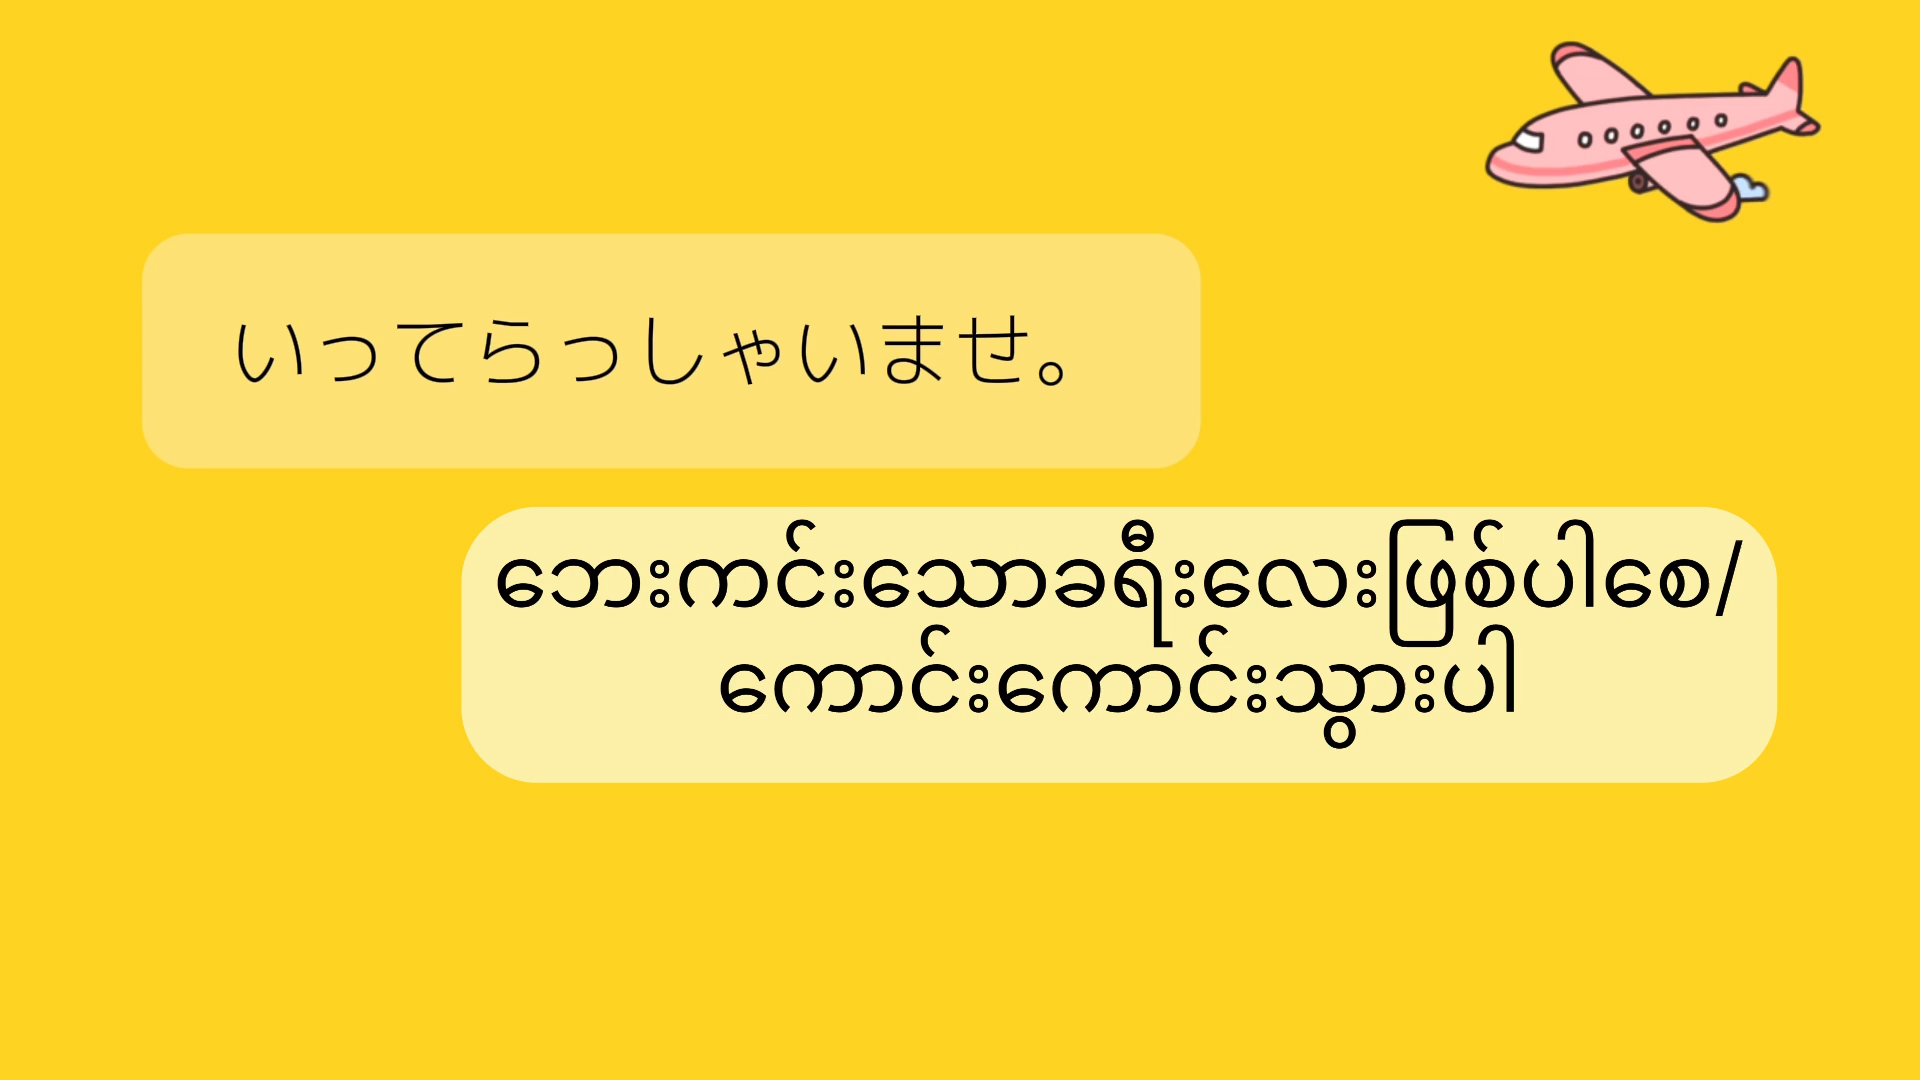 いってらっしゃいませ。
ဘေးကင်းသောခရီးလေးဖြစ်ပါစေ/
ကောင်းကောင်းသွားပါ